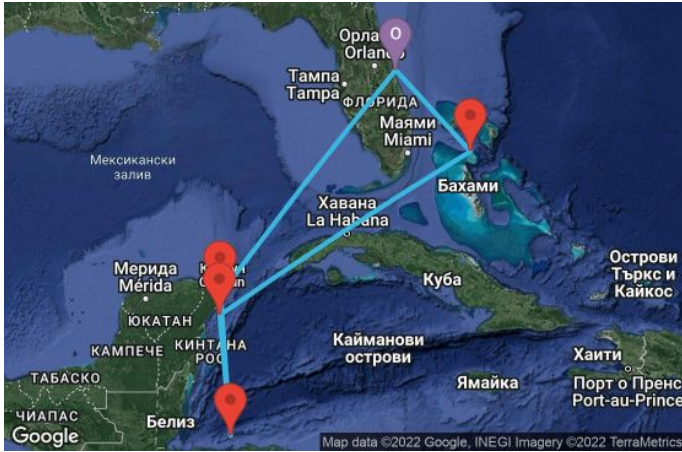 O
Орландо
Orlando
Тампа
Tampa
ФЛОРИДА
Маями
Miami
Мексикански
залив
Бахами
Хавана
La Habana
Мерида
Mérida
Куба
Острови
Търкс и
Кайкос
ЮКАТАН
КАМПЕЧЕ
КИНТАНА
РОО
Кайманови
острови
ТАБАСКО
Ямайка
Хаити
Порт о Пренс
Port-au-Prince
ЧИАПАС
Белиз
Google
Map data ©2022 Google, INEGI Imagery ©2022 TerraMetrics